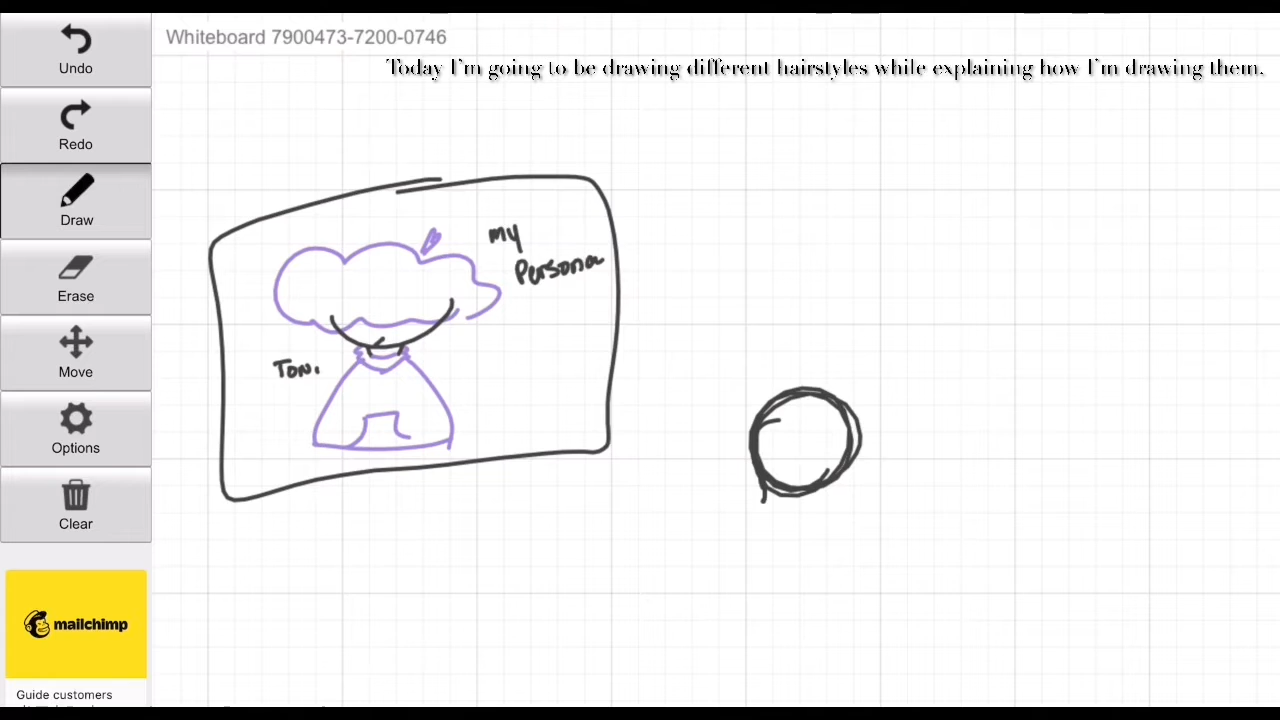 Undo
Redo
Draw
Erase
Move
Options
Clear
mailchimp
Guide customers
Whiteboard 7900473-7200-0746
Today I'm going to be drawing different hairstyles while explaining how I'm drawing them.
My
Persona
Toni